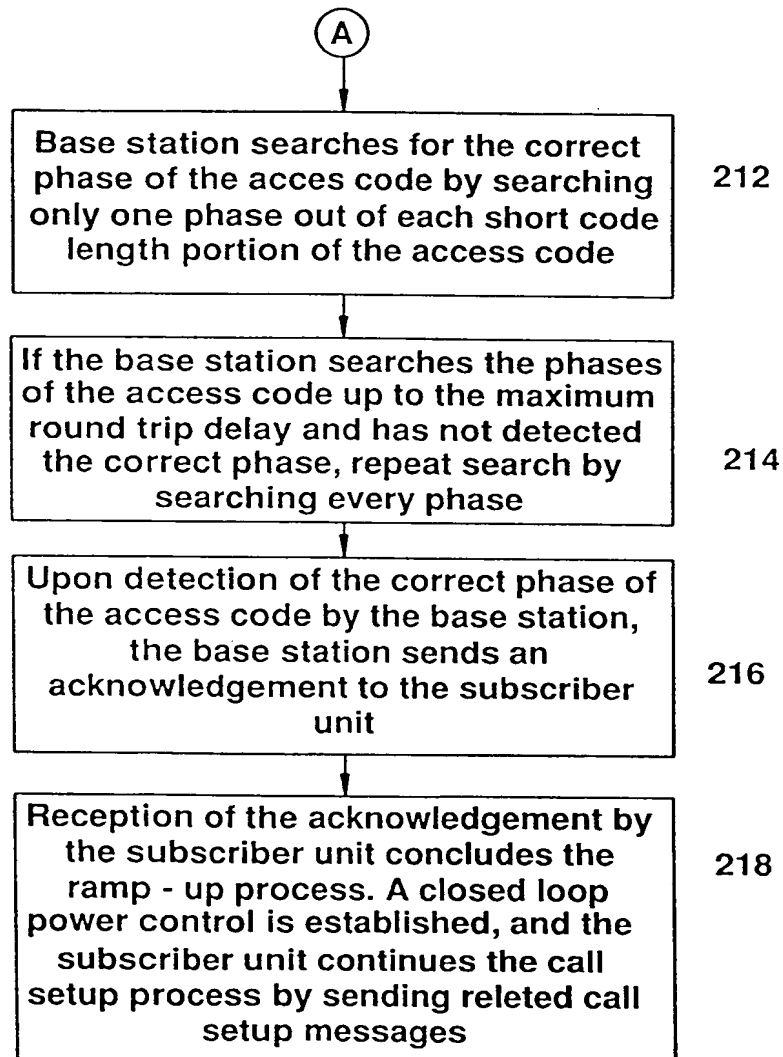 A
Base station searches for the correct
phase of the acces code by searching
only one phase out of each short code
length portion of the access code
212
If the base station searches the phases
of the access code up to the maximum
round trip delay and has not detected
the correct phase, repeat search by
searching every phase
214
Upon detection of the correct phase of
the access code by the base station,
the base station sends an
acknowledgement to the subscriber
unit
216
Reception of the acknowledgement by
the subscriber unit concludes the
ramp - up process. A closed loop
power control is established, and the
subscriber unit continues the call
setup process by sending releted call
setup messages
218